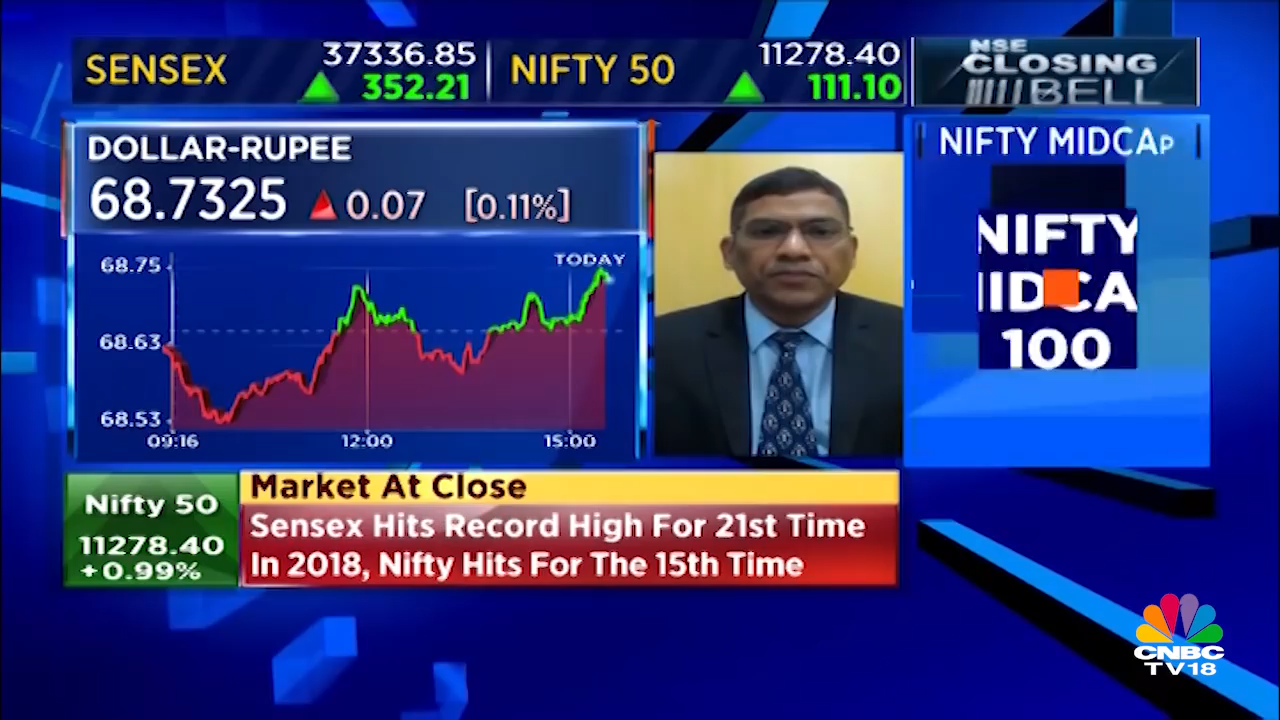 SENSEX
37336.85
▲ 352.21
NIFTY 50
11278.40
▲ 111.10
NSE
CLOSING
BELL
DOLLAR-RUPEE
68.7325 ▲ 0.07 [0.11%]
TODAY
68.75
68.63
68.53
09:16 12:00 15:00
NIFTY MIDCAP
NIFTY
100
Nifty 50
11278.40
+0.99%
Market At Close
Sensex Hits Record High For 21st Time
In 2018, Nifty Hits For The 15th Time
CNBC
TV18